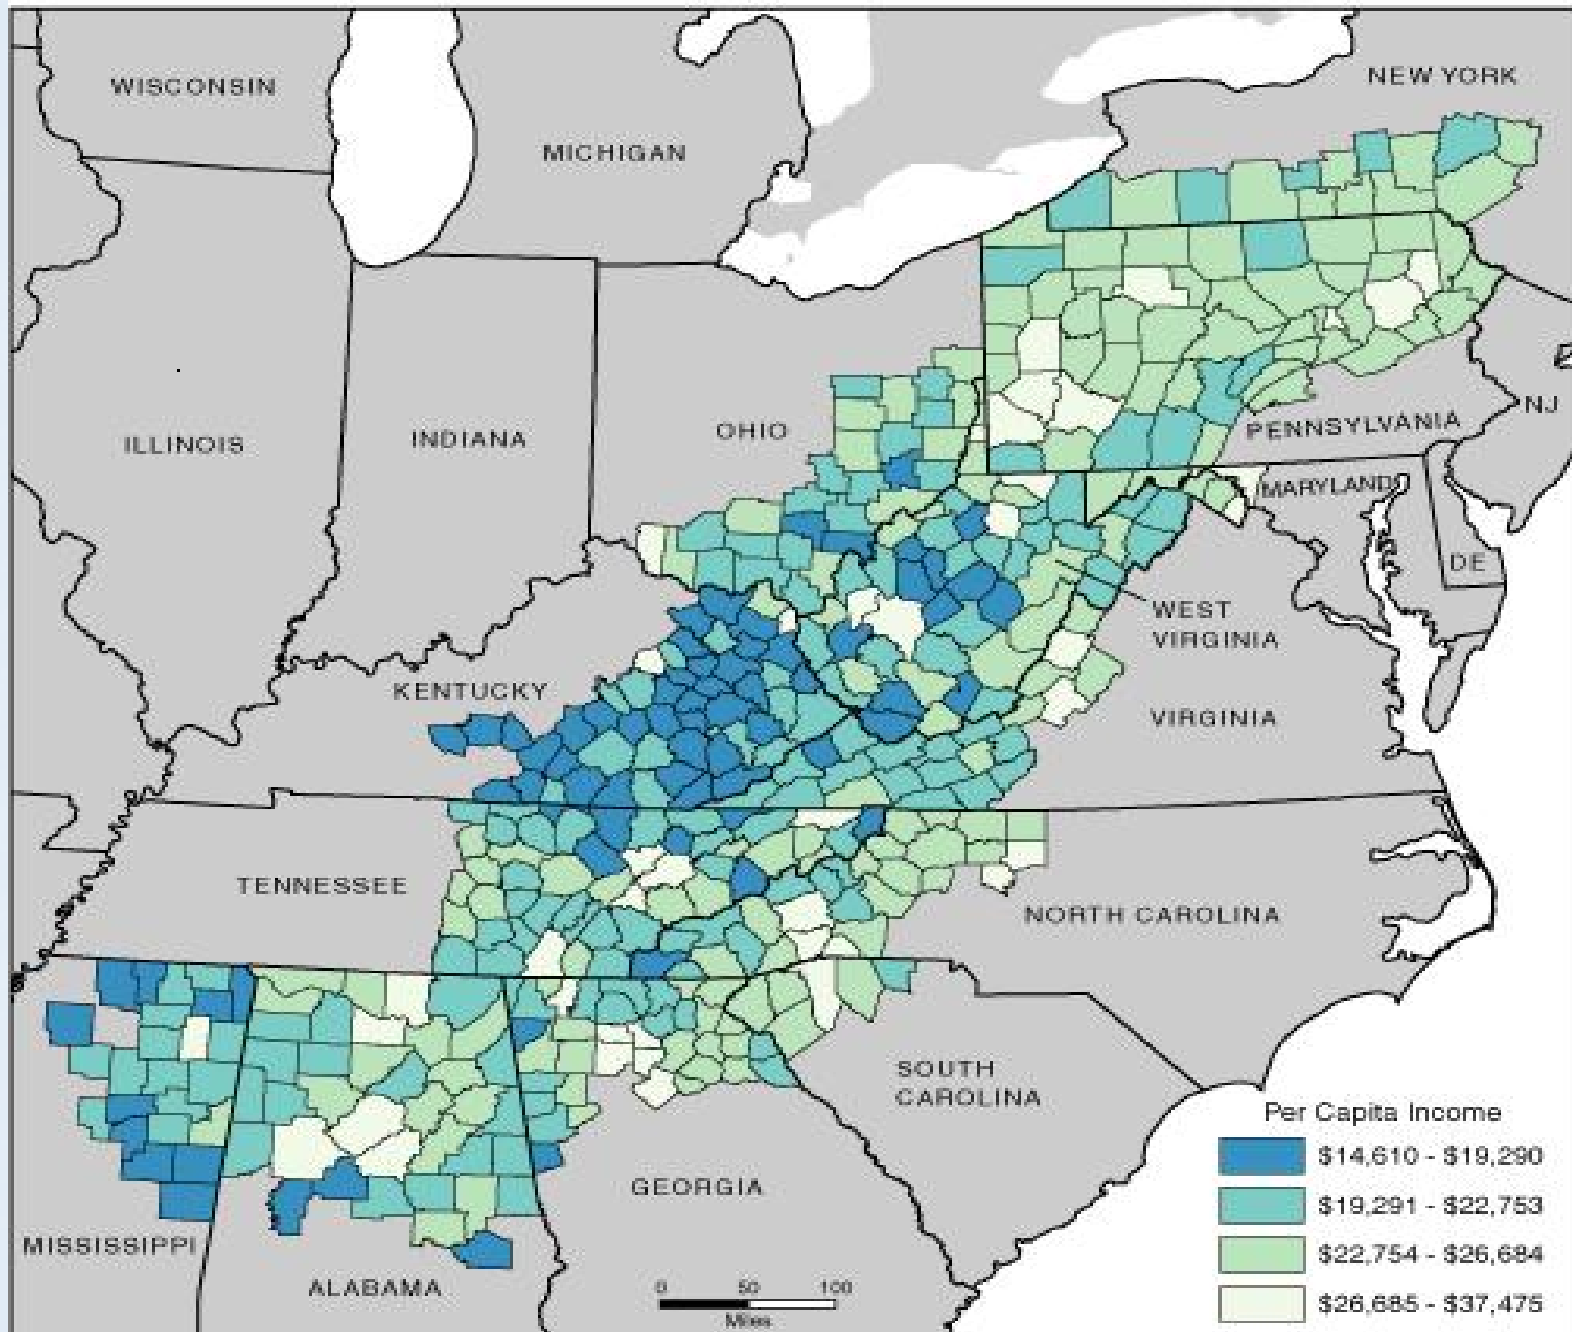 NEW YORK
WISCONSIN
MICHIGAN
NJ
PENNSYLVANIA
OHIO
ILLINOIS
INDIANA
MARYLAND
DE
WEST
VIRGINIA
KENTUCKY
VIRGINIA
TENNESSEE
NORTH CAROLINA
SOUTH
CAROLINA
GEORGIA
MISSISSIPPI
ALABAMA
0 50 100
Miles
Per Capita Income
$14,610 - $19,290
$19,291 - $22,753
$22,754 - $26,684
$26,685 - $37,475